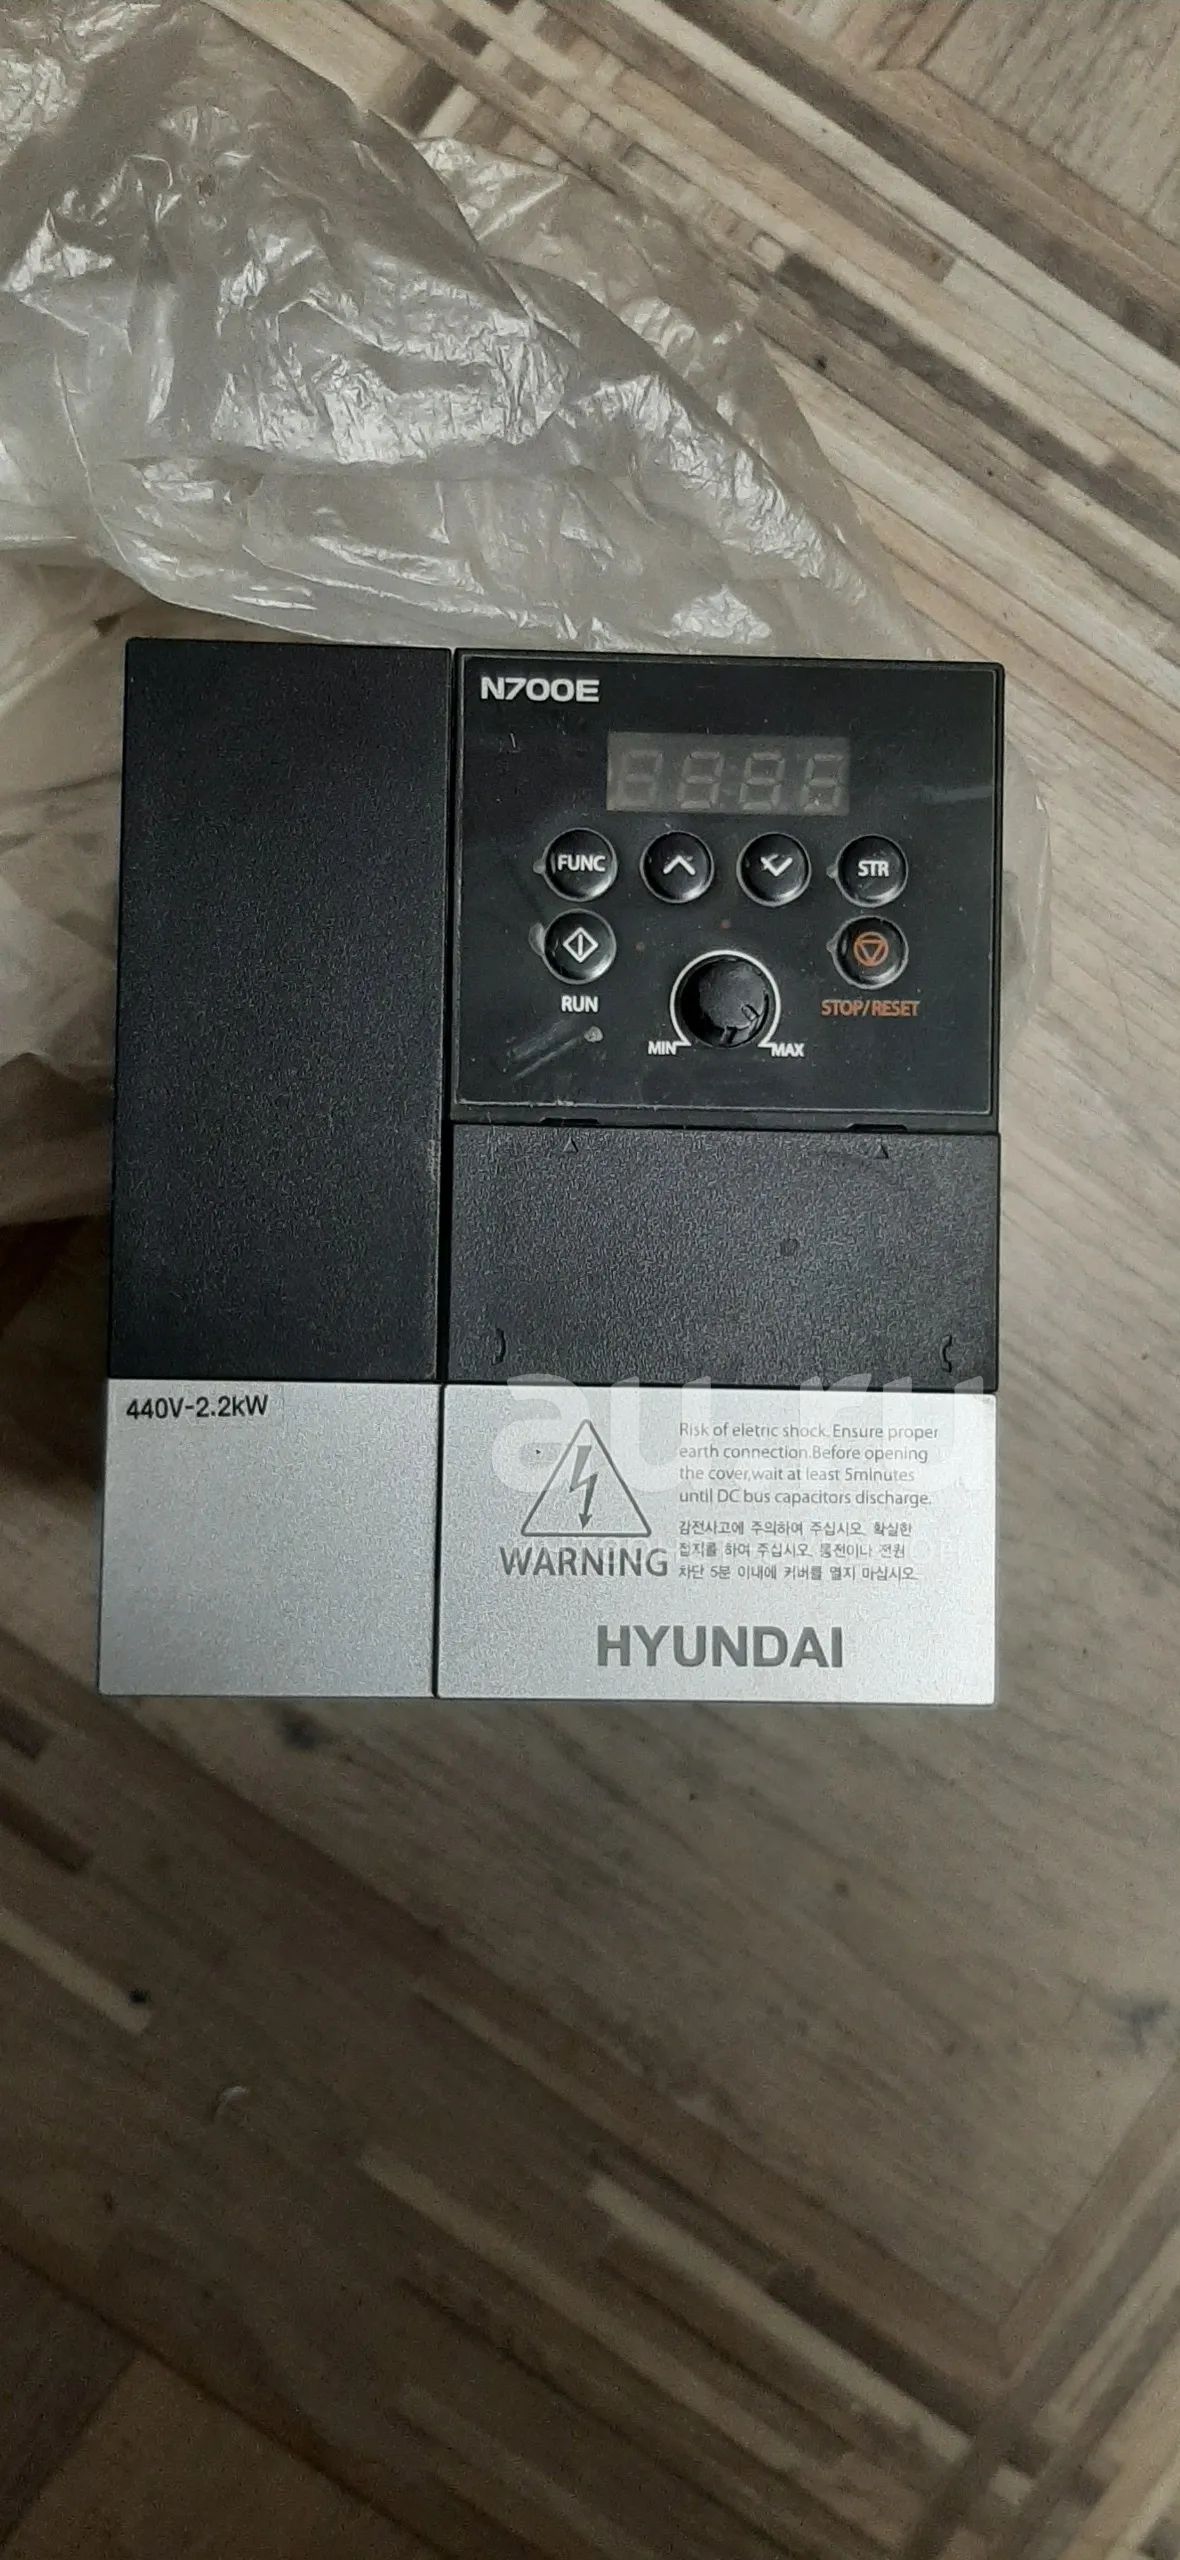 N700E
FUNC
STR
RUN
STOP/RESET
MIN
MAX
440V-2.2kW
Risk of eletric shock. Ensure proper
earth connection.Before opening
the cover,wait at least 5minutes
until DC bus capacitors discharge.
감전사고에 주의하여 주십시오. 확실한
접지를 하여 주십시오. 통전이나 전원
차단 5분 이내에 커버를 열지 마십시오.
WARNING
HYUNDAI
au.ru